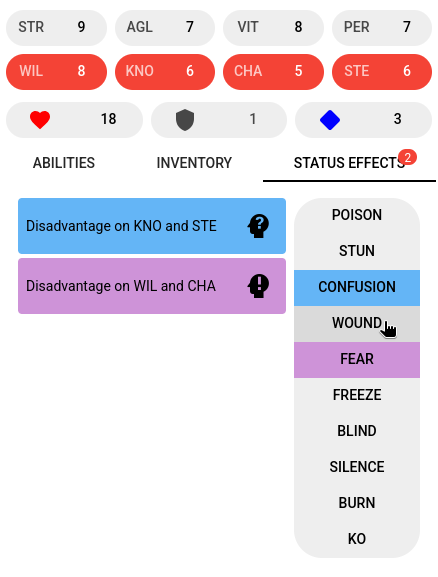 STR 9 AGL 7 VIT 8 PER 7
WIL 8 KNO 6 CHA 5 STE 6
18 1 3
ABILITIES INVENTORY STATUS EFFECTS 2
Disadvantage on KNO and STE ?
Disadvantage on WIL and CHA !
POISON
STUN
CONFUSION
WOUND
FEAR
FREEZE
BLIND
SILENCE
BURN
KO